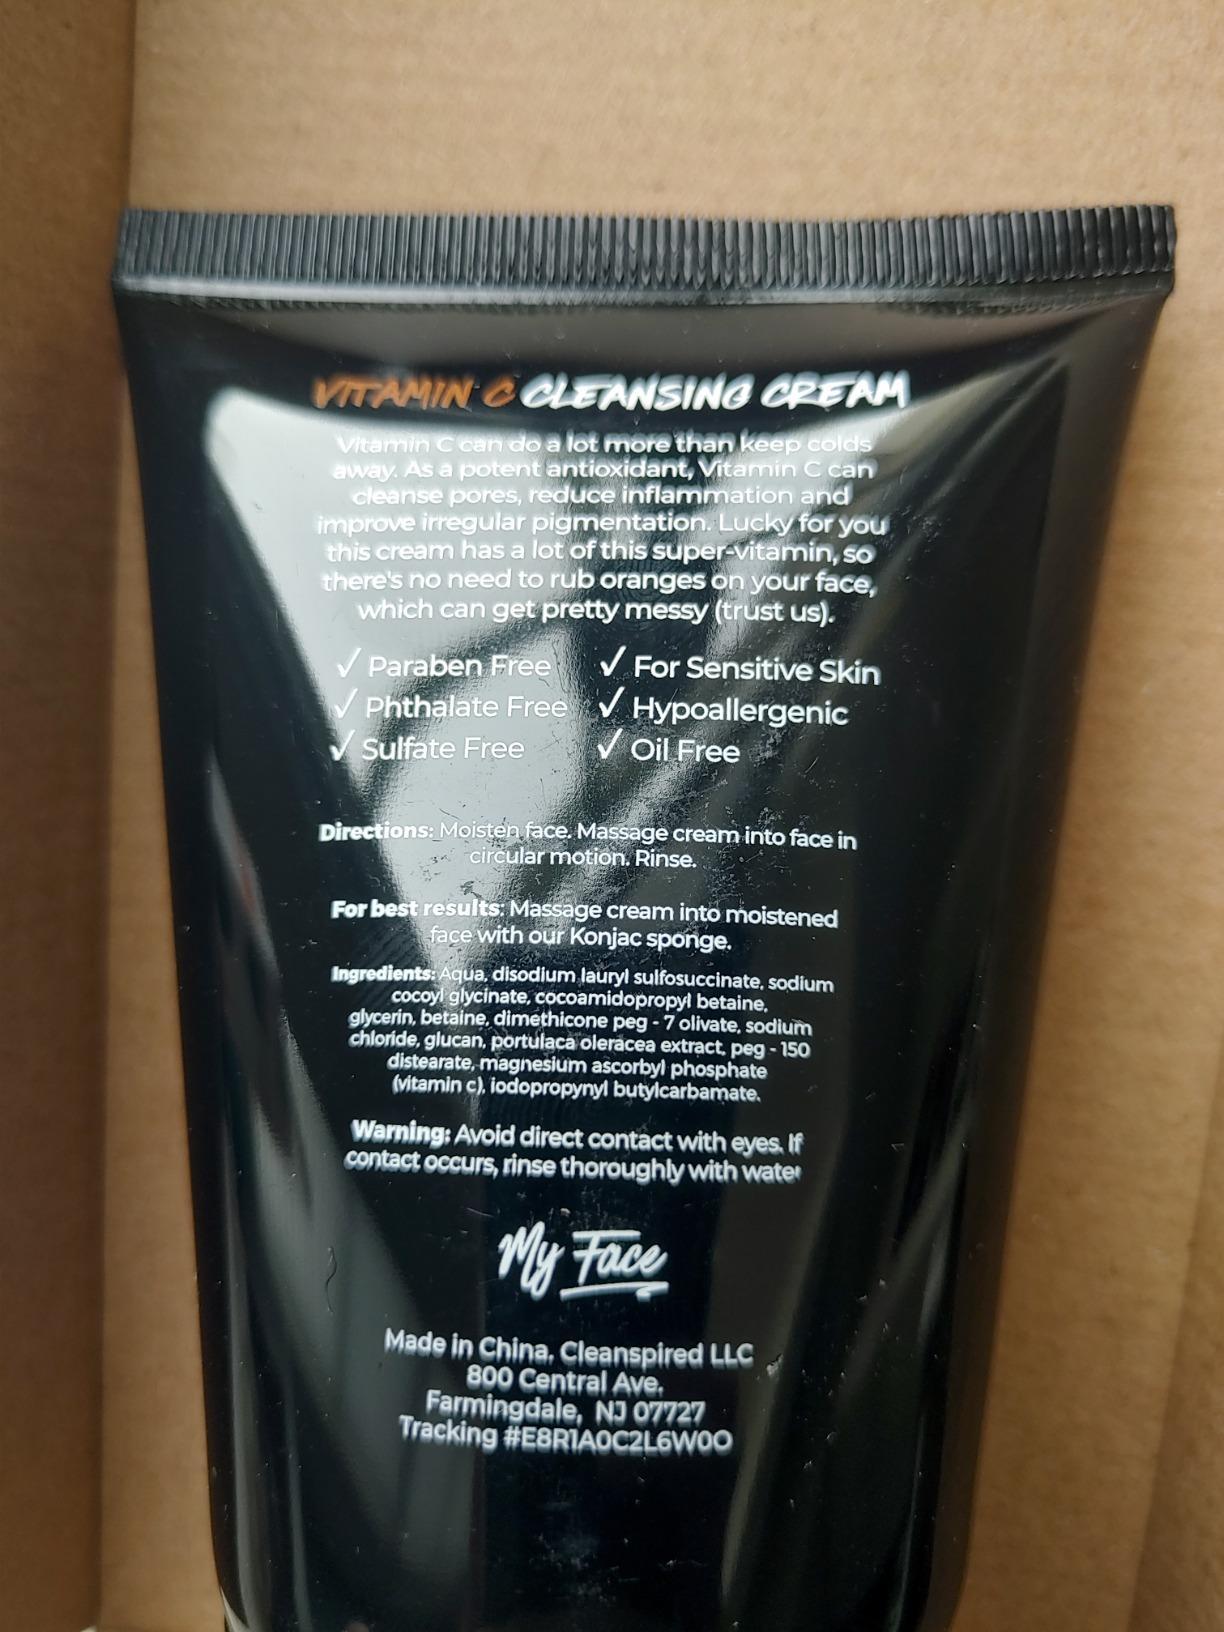 VITAMIN C CLEANSING CREAM
Vitamin C can do a lot more than keep colds
away. As a potent antioxidant, Vitamin C can
cleanse pores, reduce inflammation and
improve irregular pigmentation. Lucky for you
this cream has a lot of this super-vitamin, so
there's no need to rub oranges on your face,
which can get pretty messy (trust us).
✓ Paraben Free ✓ For Sensitive Skin
✓ Phthalate Free ✓ Hypoallergenic
✓ Sulfate Free ✓ Oil Free
Directions: Moisten face. Massage cream into face in
circular motion. Rinse.
For best results: Massage cream into moistened
face with our Konjac sponge.
Ingredients: Aqua, disodium lauryl sulfosuccinate, sodium
cocoyl glycinate, cocoamidopropyl betaine,
glycerin, betaine, dimethicone peg - 7 olivate, sodium
chloride, glucan, portulaca oleracea extract, peg - 150
distearate, magnesium ascorbyl phosphate
(vitamin c), iodopropynyl butylcarbamate.
Warning: Avoid direct contact with eyes. If
contact occurs, rinse thoroughly with water
My Face
Made in China. Cleanspired LLC
800 Central Ave.
Farmingdale, NJ 07727
Tracking #E8R1A0C2L6W0O